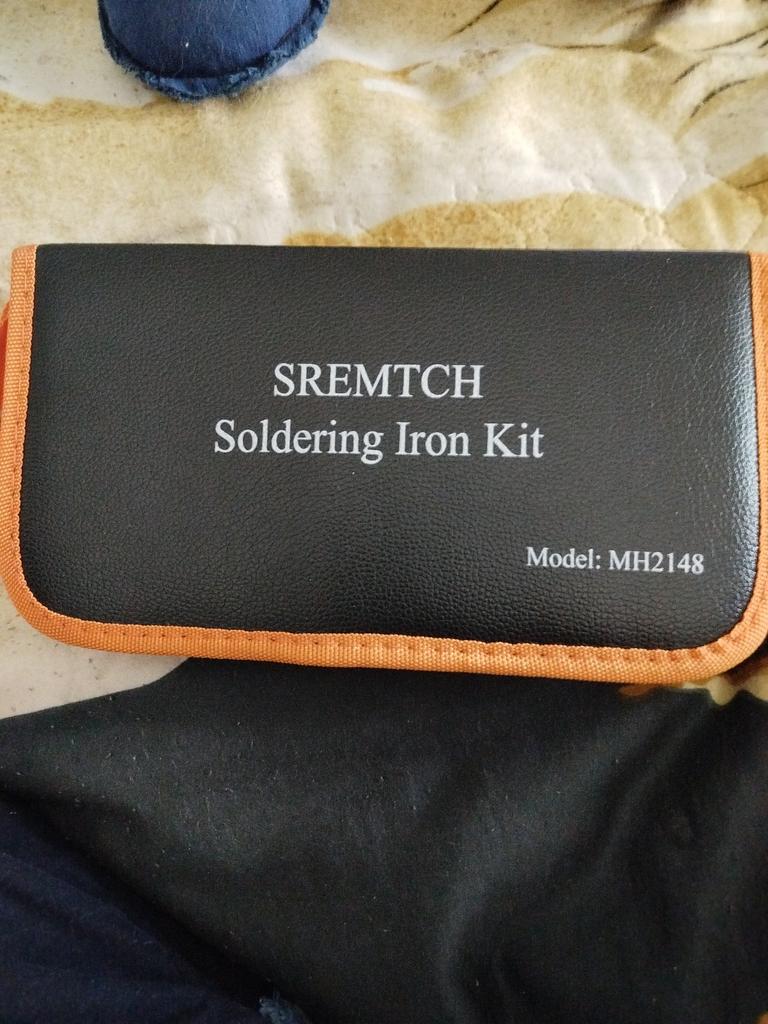 SREMTCH
Soldering Iron Kit
Model: MH2148